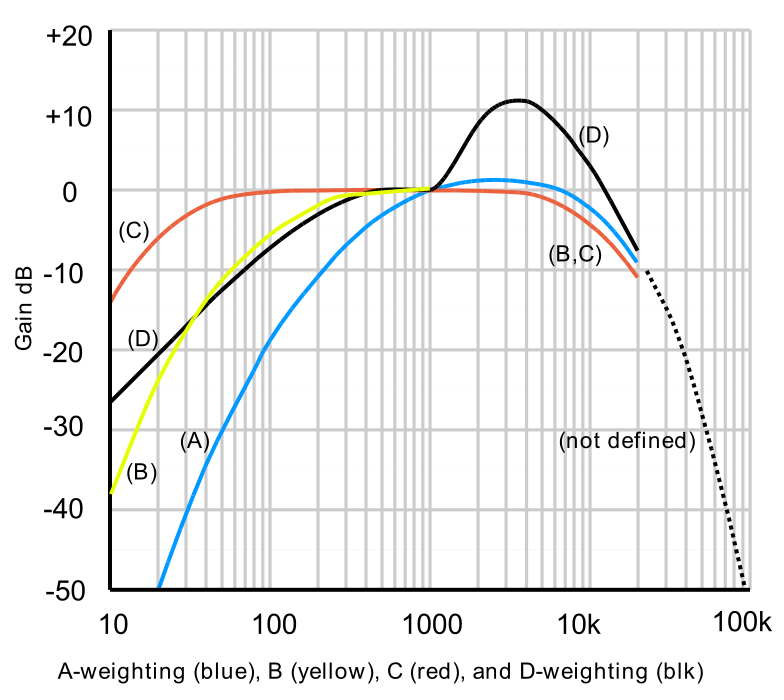 +20
+10
(D)
0
(C)
(B,C)
-10
Gain dB
(D)
-20
-30
(A)
(not defined)
(B)
-40
-50
10 100 1000 10k 100k
A-weighting (blue), B (yellow), C (red), and D-weighting (blk)